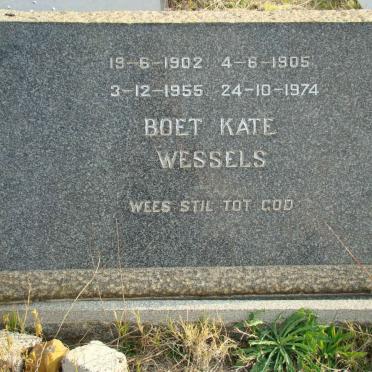 19-6-1902 4-6-1905
3-12-1955 24-10-1974
BOET KATE
WESSELS
WEES STIL TOT GOD